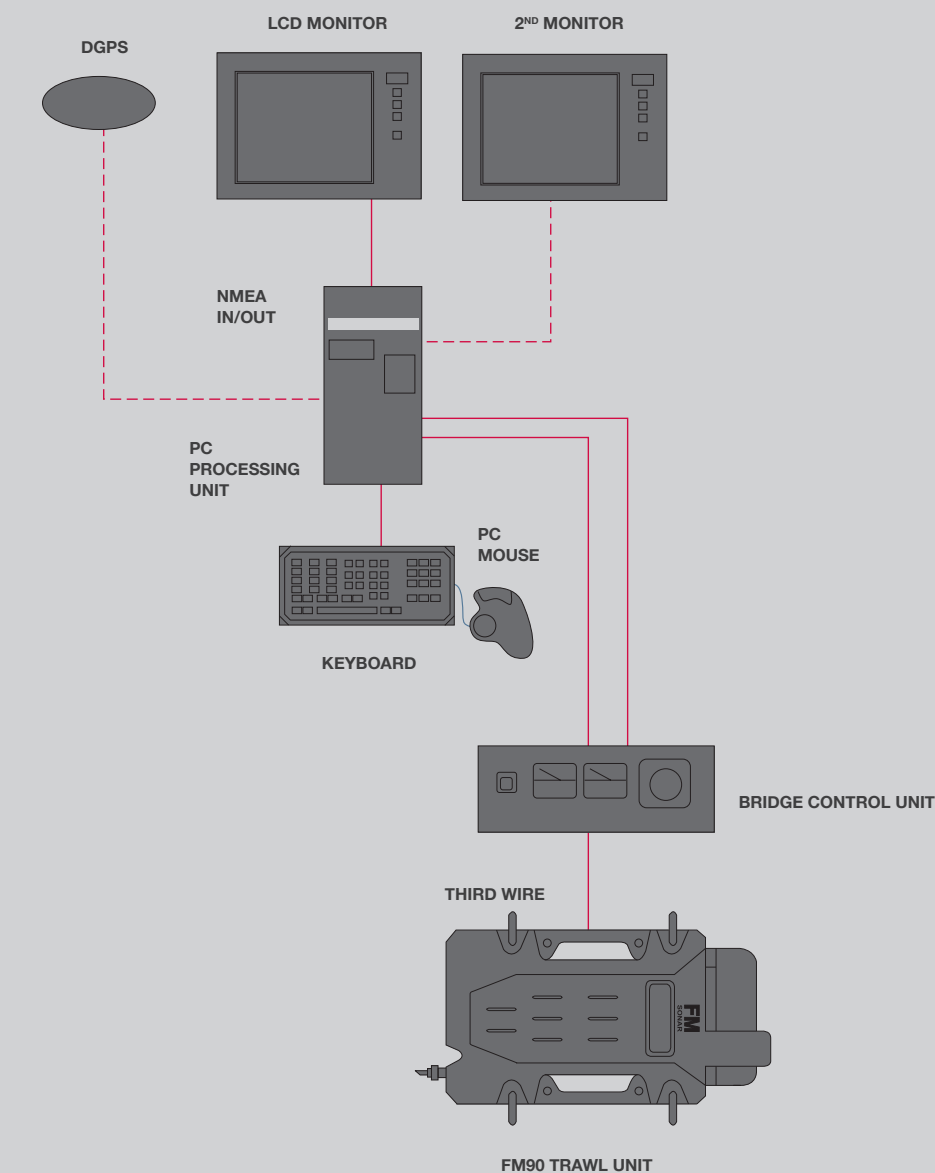 LCD MONITOR
2ND MONITOR
DGPS
NMEA
IN/OUT
PC
PROCESSING
UNIT
PC
MOUSE
KEYBOARD
BRIDGE CONTROL UNIT
THIRD WIRE
FM
SONAR
FM90 TRAWL UNIT